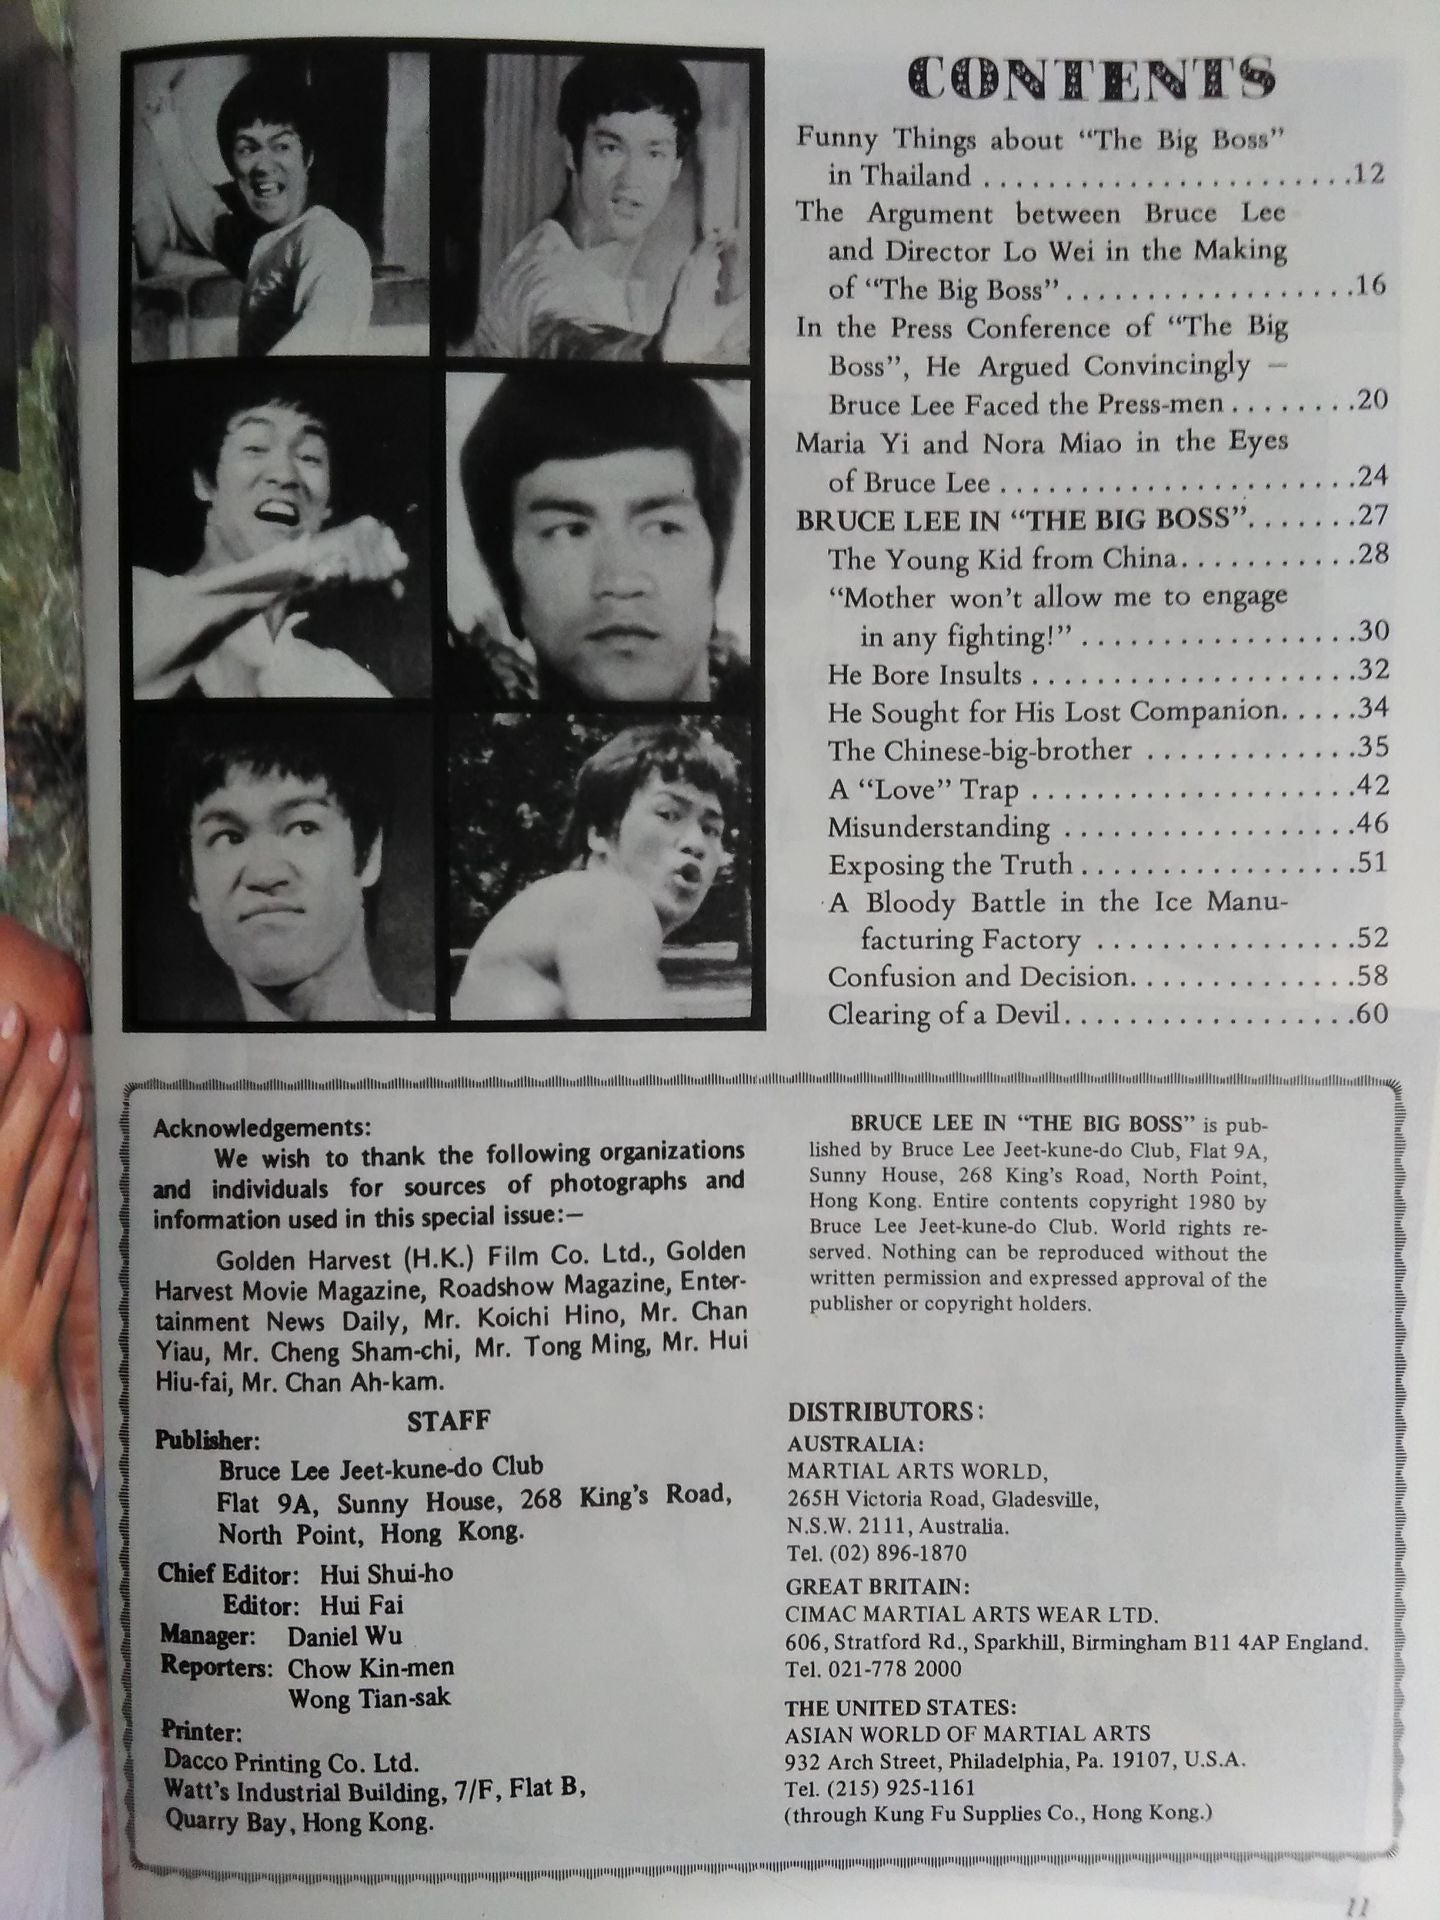 CONTENTS
Funny Things about “The Big Boss”
in Thailand . . . . . . . . . . . . . . . . . . . . . . .12
The Argument between Bruce Lee
and Director Lo Wei in the Making
of “The Big Boss”. . . . . . . . . . . . . . . . . .16
In the Press Conference of “The Big
Boss”, He Argued Convincingly —
Bruce Lee Faced the Press-men . . . . . . . .20
Maria Yi and Nora Miao in the Eyes
of Bruce Lee . . . . . . . . . . . . . . . . . . . . . .24
BRUCE LEE IN “THE BIG BOSS”. . . . . . .27
The Young Kid from China. . . . . . . . . . .28
“Mother won’t allow me to engage
in any fighting!” . . . . . . . . . . . . . . . . .30
He Bore Insults . . . . . . . . . . . . . . . . . . . .32
He Sought for His Lost Companion. . . . .34
The Chinese-big-brother . . . . . . . . . . . . .35
A “Love” Trap . . . . . . . . . . . . . . . . . . . .42
Misunderstanding . . . . . . . . . . . . . . . . . .46
Exposing the Truth . . . . . . . . . . . . . . . . .51
A Bloody Battle in the Ice Manu-
facturing Factory . . . . . . . . . . . . . . . .52
Confusion and Decision. . . . . . . . . . . . . .58
Clearing of a Devil. . . . . . . . . . . . . . . . . .60
Acknowledgements:
We wish to thank the following organizations
and individuals for sources of photographs and
information used in this special issue:—
Golden Harvest (H.K.) Film Co. Ltd., Golden
Harvest Movie Magazine, Roadshow Magazine, Enter-
tainment News Daily, Mr. Koichi Hino, Mr. Chan
Yiau, Mr. Cheng Sham-chi, Mr. Tong Ming, Mr. Hui
Hiu-fai, Mr. Chan Ah-kam.
STAFF
Publisher:
Bruce Lee Jeet-kune-do Club
Flat 9A, Sunny House, 268 King's Road,
North Point, Hong Kong.
Chief Editor: Hui Shui-ho
Editor: Hui Fai
Manager: Daniel Wu
Reporters: Chow Kin-men
Wong Tian-sak
Printer:
Dacco Printing Co. Ltd.
Watt's Industrial Building, 7/F, Flat B,
Quarry Bay, Hong Kong.
BRUCE LEE IN “THE BIG BOSS” is pub-
lished by Bruce Lee Jeet-kune-do Club, Flat 9A,
Sunny House, 268 King's Road, North Point,
Hong Kong. Entire contents copyright 1980 by
Bruce Lee Jeet-kune-do Club. World rights re-
served. Nothing can be reproduced without the
written permission and expressed approval of the
publisher or copyright holders.
DISTRIBUTORS:
AUSTRALIA:
MARTIAL ARTS WORLD,
265H Victoria Road, Gladesville,
N.S.W. 2111, Australia.
Tel. (02) 896-1870
GREAT BRITAIN:
CIMAC MARTIAL ARTS WEAR LTD.
606, Stratford Rd., Sparkhill, Birmingham B11 4AP England.
Tel. 021-778 2000
THE UNITED STATES:
ASIAN WORLD OF MARTIAL ARTS
932 Arch Street, Philadelphia, Pa. 19107, U.S.A.
Tel. (215) 925-1161
(through Kung Fu Supplies Co., Hong Kong.)
11